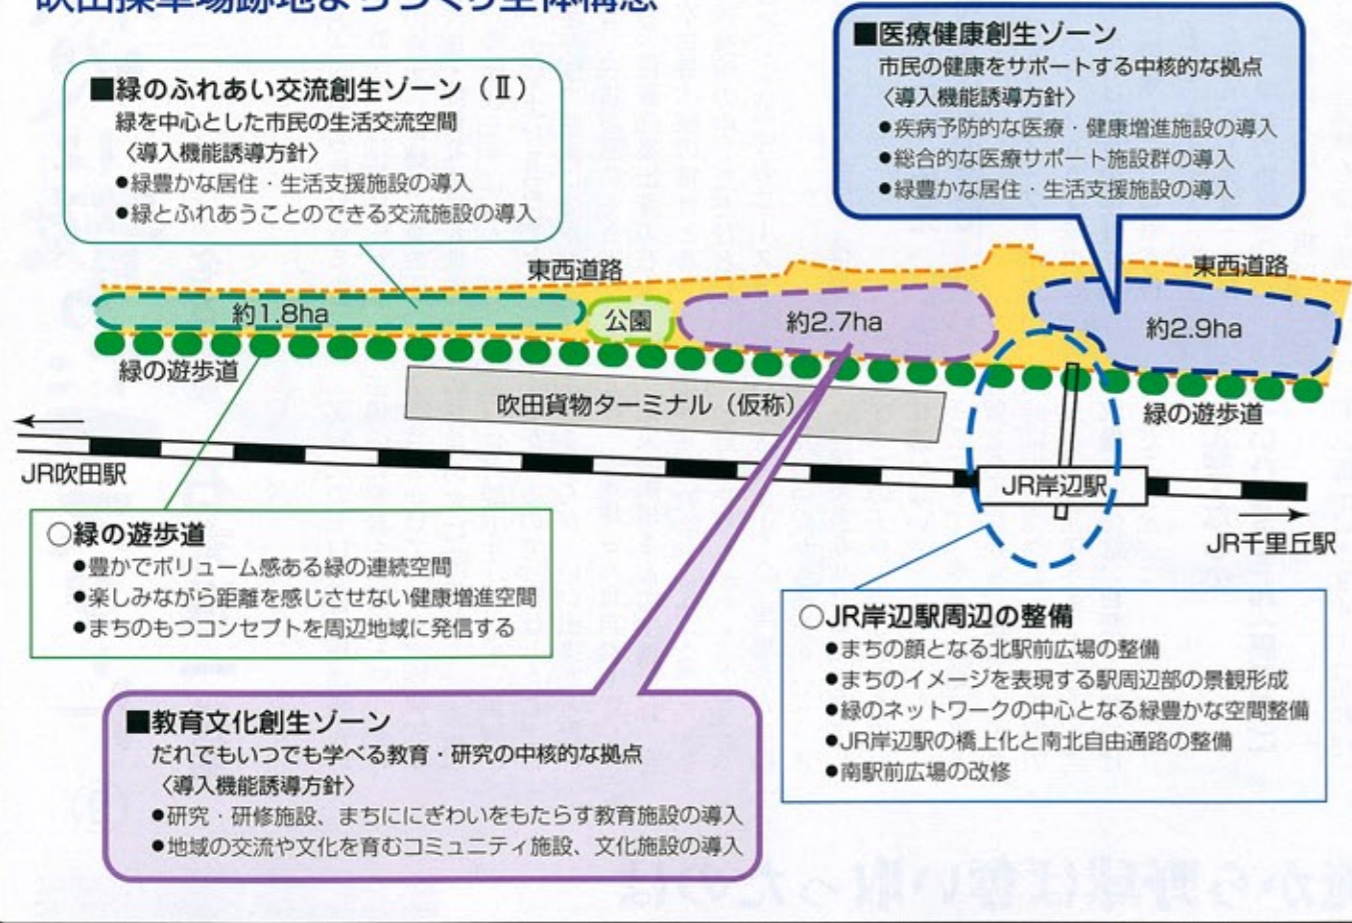 吹田操車場跡地まちづくり全体構想
■緑のふれあい交流創生ゾーン（Ⅱ）
緑を中心とした市民の生活交流空間
〈導入機能誘導方針〉
●緑豊かな居住・生活支援施設の導入
●緑とふれあうことのできる交流施設の導入
■医療健康創生ゾーン
市民の健康をサポートする中核的な拠点
〈導入機能誘導方針〉
●疾病予防的な医療・健康増進施設の導入
●総合的な医療サポート施設群の導入
●緑豊かな居住・生活支援施設の導入
東西道路
東西道路
約1.8ha
公園
約2.7ha
約2.9ha
緑の遊歩道
緑の遊歩道
吹田貨物ターミナル（仮称）
JR吹田駅
JR岸辺駅
JR千里丘駅
○緑の遊歩道
●豊かでボリューム感ある緑の連続空間
●楽しみながら距離を感じさせない健康増進空間
●まちのもつコンセプトを周辺地域に発信する
○JR岸辺駅周辺の整備
●まちの顔となる北駅前広場の整備
●まちのイメージを表現する駅周辺部の景観形成
●緑のネットワークの中心となる緑豊かな空間整備
●JR岸辺駅の橋上化と南北自由通路の整備
●南駅前広場の改修
■教育文化創生ゾーン
だれでもいつでも学べる教育・研究の中核的な拠点
〈導入機能誘導方針〉
●研究・研修施設、まちににぎわいをもたらす教育施設の導入
●地域の交流や文化を育むコミュニティ施設、文化施設の導入